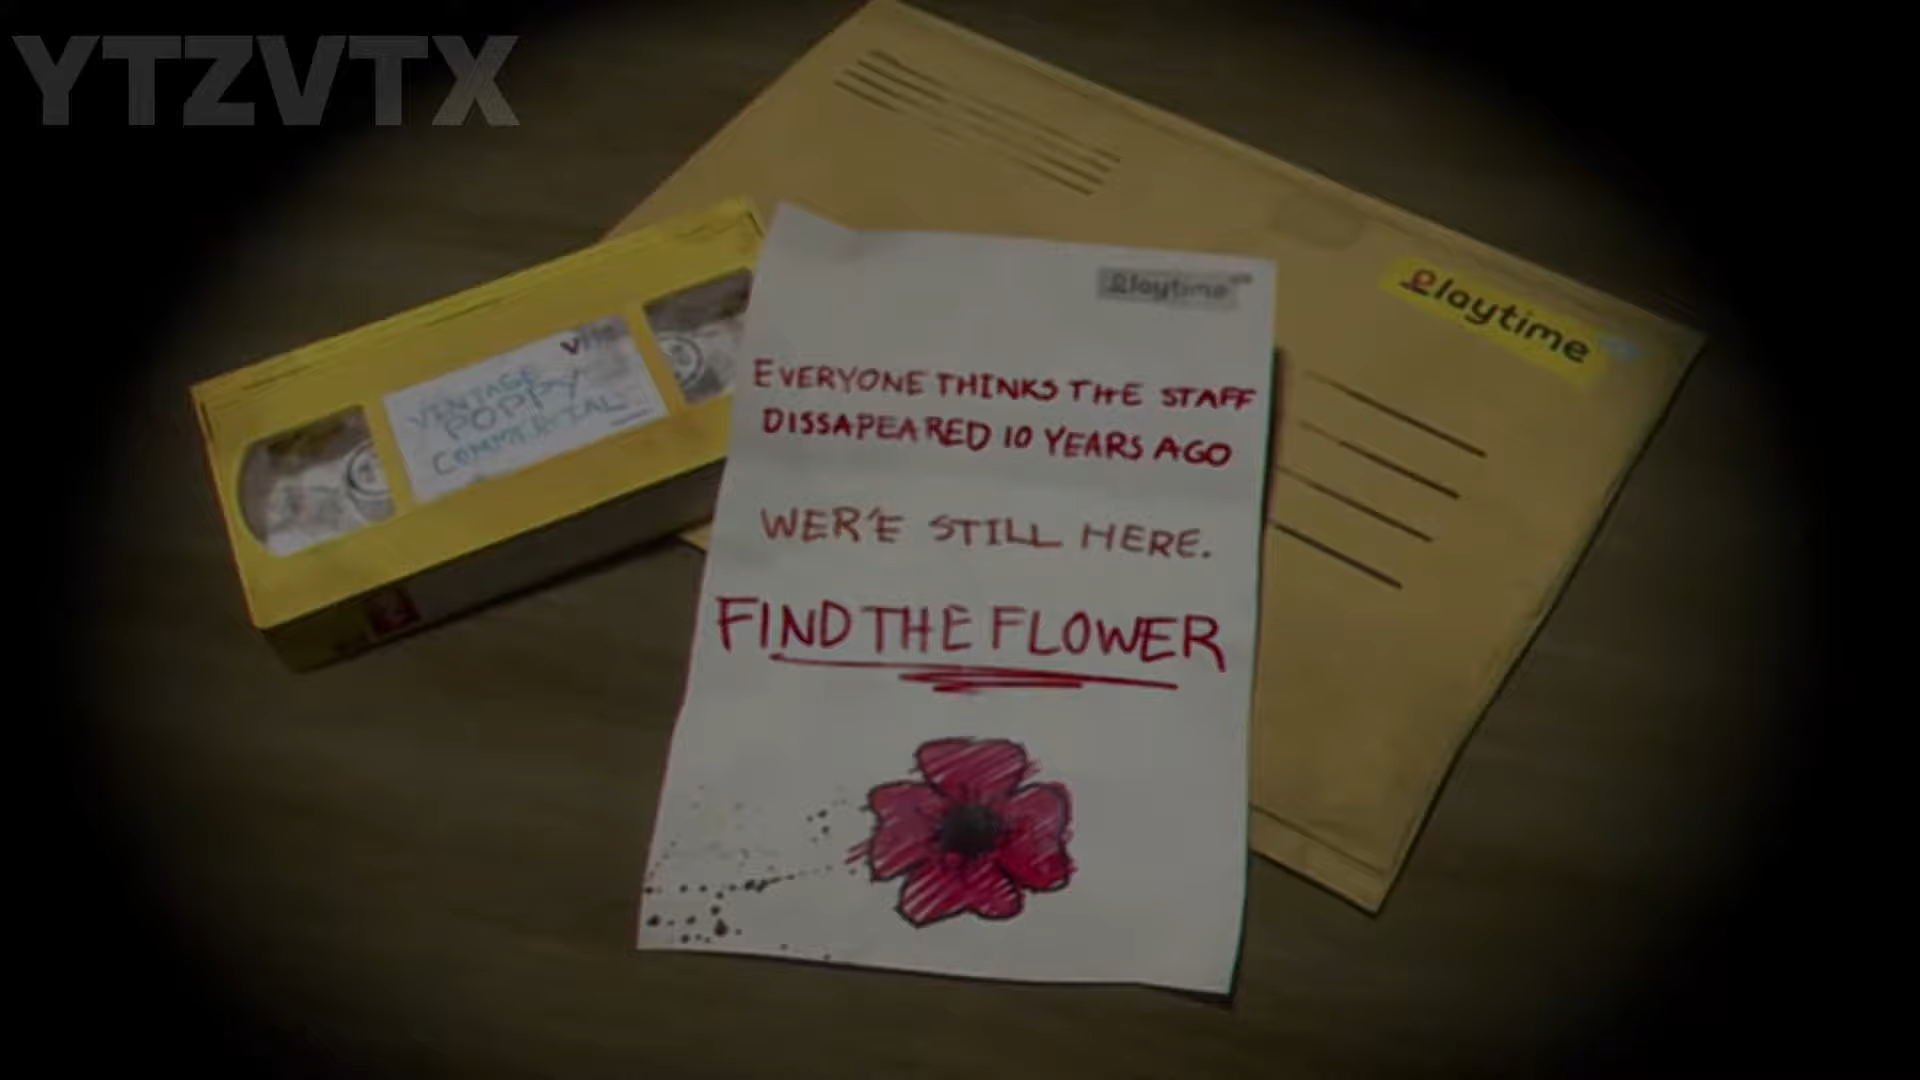 YTZVTX
Playtime
Playtime
EVERYONE THINKS THE STAFF
DISSAPEARED 10 YEARS AGO
WER'E STILL HERE.
FIND THE FLOWER
VINTAGE
POPPY
COMMERCIAL